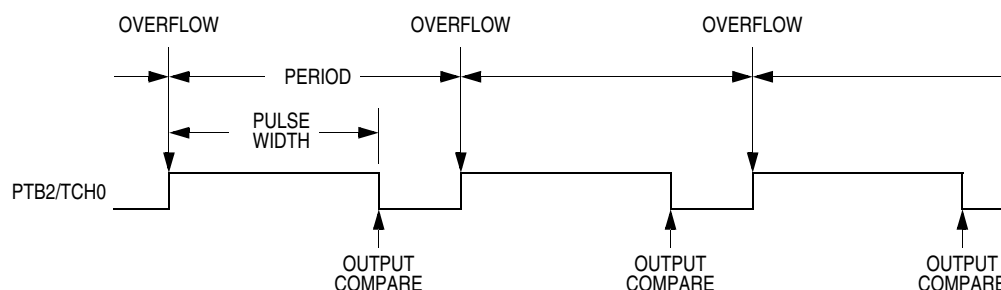 OVERFLOW
OVERFLOW
OVERFLOW
PERIOD
PULSE
WIDTH
PTB2/TCH0
OUTPUT
COMPARE
OUTPUT
COMPARE
OUTPUT
COMPARE